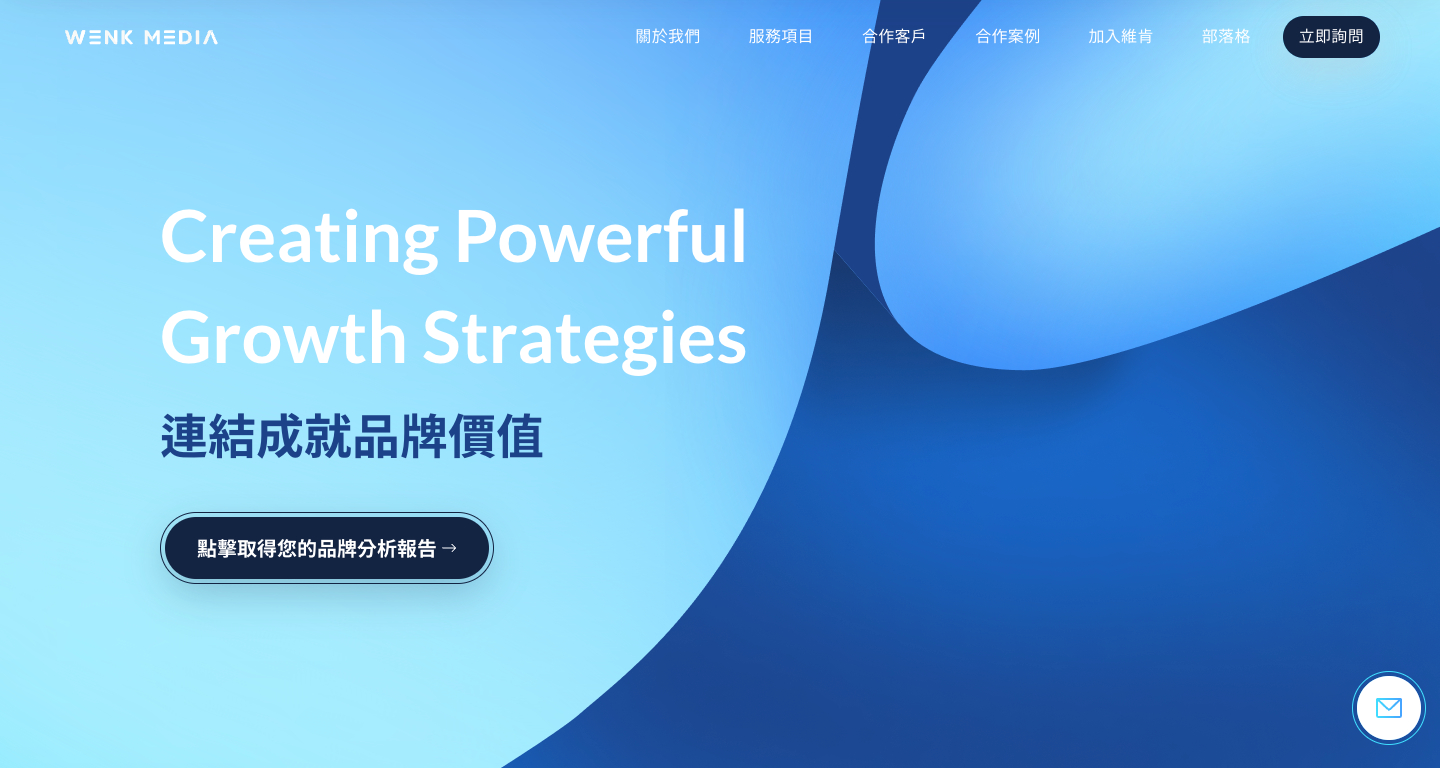 WENK MEDIA
關於我們
服務項目
合作客戶
合作案例
加入維肯
部落格
立即詢問
Creating Powerful
Growth Strategies
連結成就品牌價值
點擊取得您的品牌分析報告→